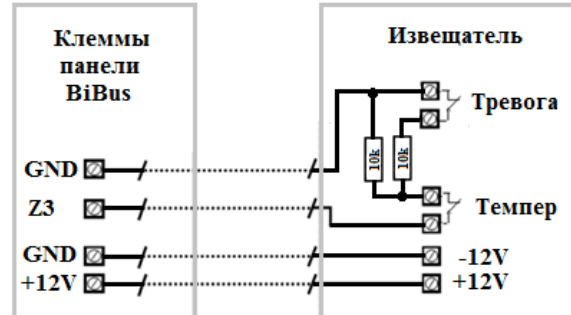 Клеммы
панели
BiBus
GND
Z3
GND
+12V
Извещатель
10k
10k
Тревога
Темпер
-12V
+12V